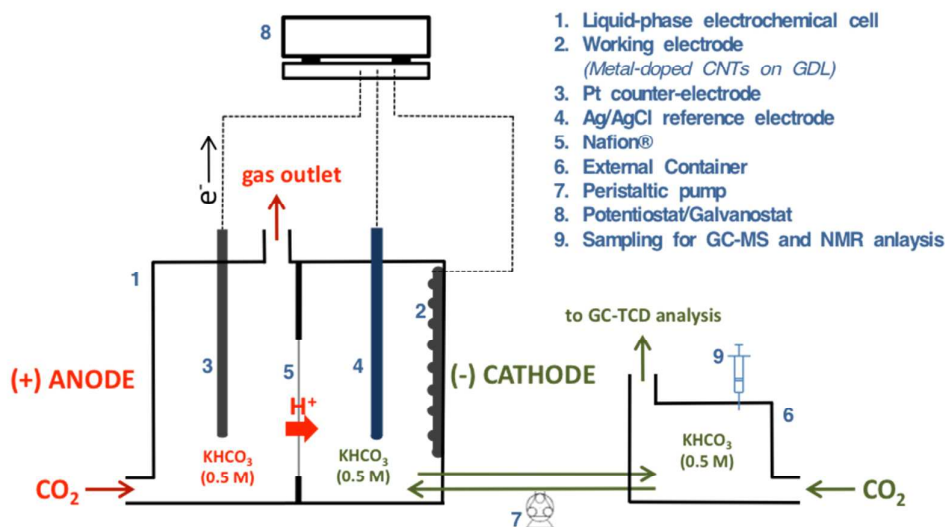 1. Liquid-phase electrochemical cell
2. Working electrode
(Metal-doped CNTs on GDL)
3. Pt counter-electrode
4. Ag/AgCl reference electrode
5. Nafion®
6. External Container
7. Peristaltic pump
8. Potentiostat/Galvanostat
9. Sampling for GC-MS and NMR anlaysis
8
e⁻
gas outlet
1
2
to GC-TCD analysis
9
3
5
4
(+) ANODE
(-) CATHODE
H⁺
6
KHCO₃
(0.5 M)
KHCO₃
(0.5 M)
KHCO₃
(0.5 M)
CO₂
CO₂
7